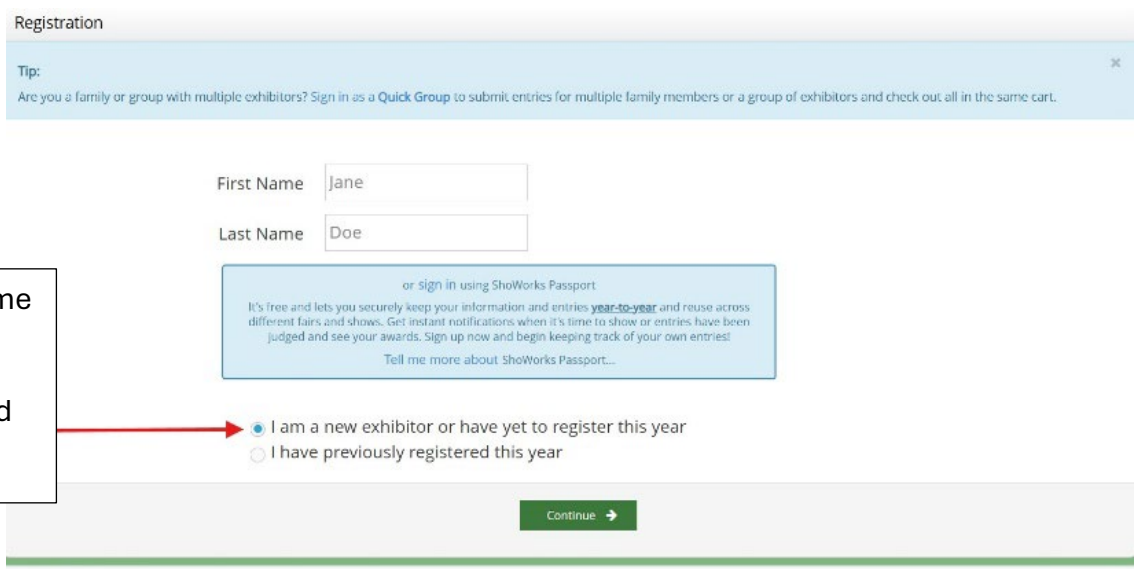 Registration
Tip:
Are you a family or group with multiple exhibitors? Sign in as a Quick Group to submit entries for multiple family members or a group of exhibitors and check out all in the same cart.
First Name Jane
Last Name Doe
or sign in using ShoWorks Passport
It's free and lets you securely keep your information and entries year-to-year and reuse across
different fairs and shows. Get instant notifications when it's time to show or entries have been
judged and see your awards. Sign up now and begin keeping track of your own entries!
Tell me more about ShoWorks Passport...
I am a new exhibitor or have yet to register this year
I have previously registered this year
Continue